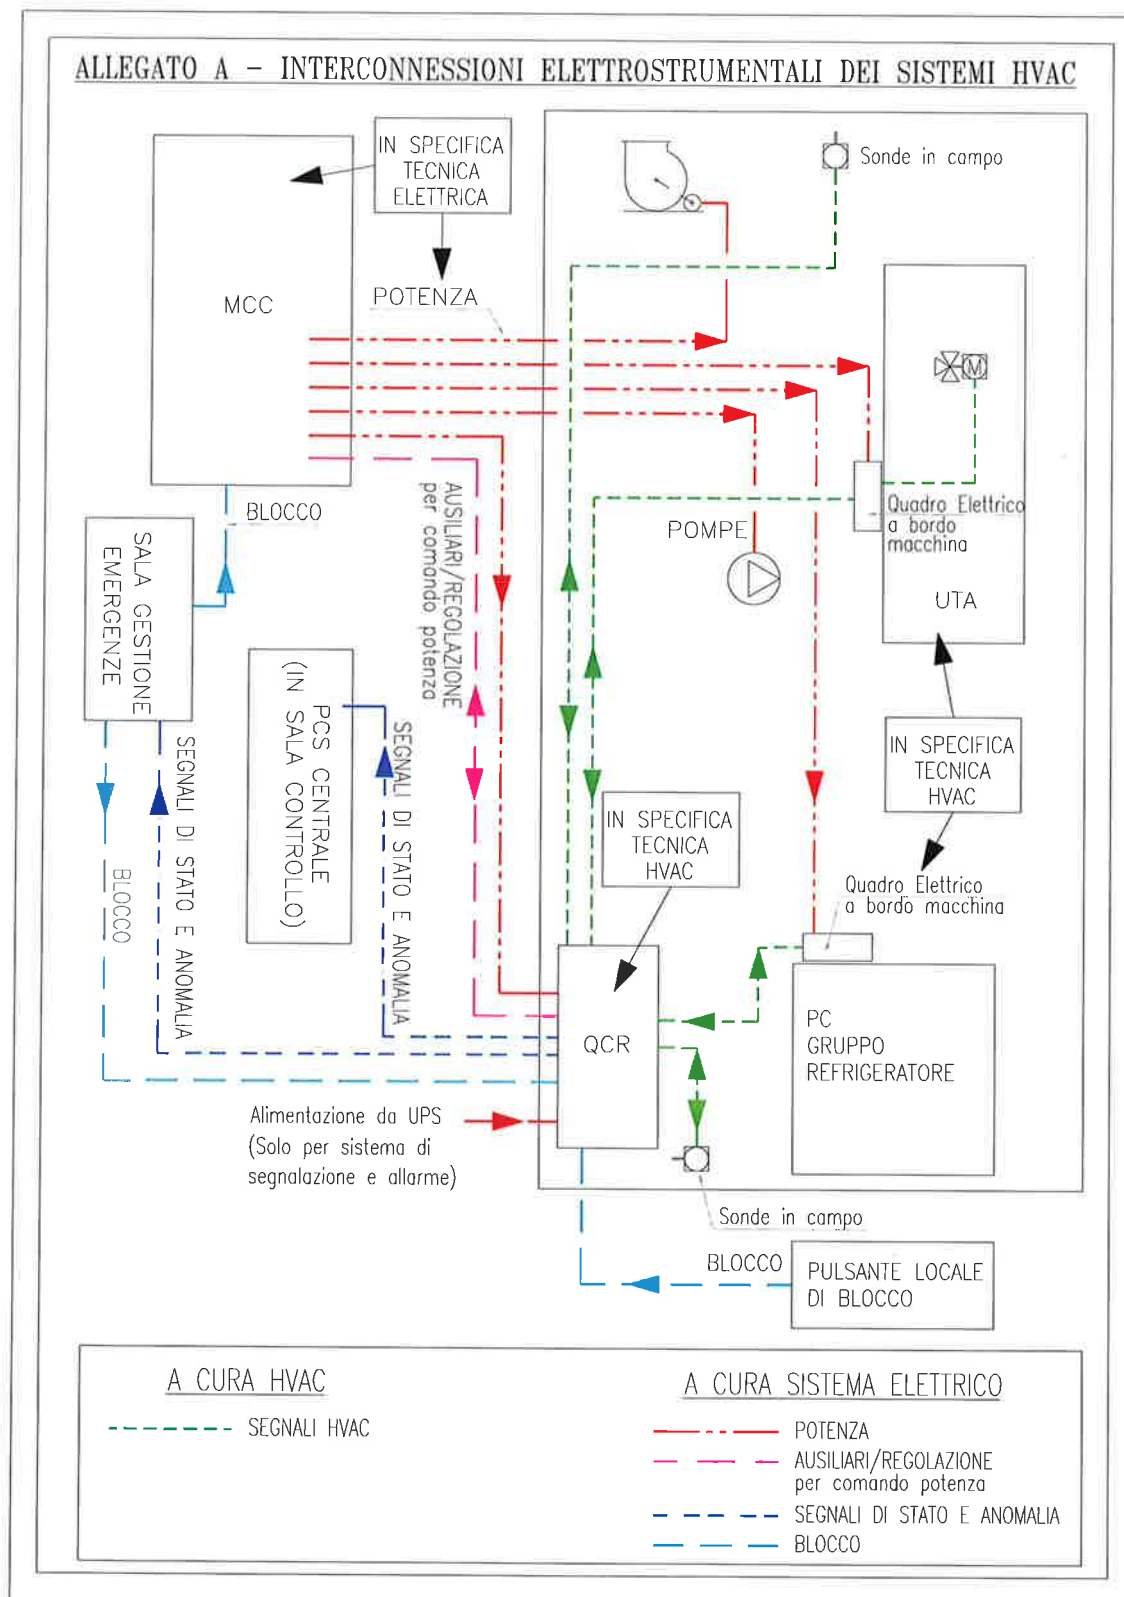 ALLEGATO A - INTERCONNESSIONI ELETTROSTRUMENTALI DEI SISTEMI HVAC
IN SPECIFICA
TECNICA
ELETTRICA
Sonde in campo
MCC
POTENZA
M
BLOCCO
AUSILIARI/REGOLAZIONE
per comando potenza
Quadro Elettrico
a bordo
macchina
POMPE
UTA
SALA GESTIONE
EMERGENZE
PCS CENTRALE
(IN SALA CONTROLLO)
SEGNALI DI STATO E ANOMALIA
SEGNALI DI STATO E ANOMALIA
BLOCCO
IN SPECIFICA
TECNICA
HVAC
IN SPECIFICA
TECNICA
HVAC
Quadro Elettrico
a bordo macchina
QCR
PC
GRUPPO
REFRIGERATORE
Alimentazione da UPS
(Solo per sistema di
segnalazione e allarme)
Sonde in campo
BLOCCO
PULSANTE LOCALE
DI BLOCCO
A CURA HVAC
SEGNALI HVAC
A CURA SISTEMA ELETTRICO
POTENZA
AUSILIARI/REGOLAZIONE
per comando potenza
SEGNALI DI STATO E ANOMALIA
BLOCCO